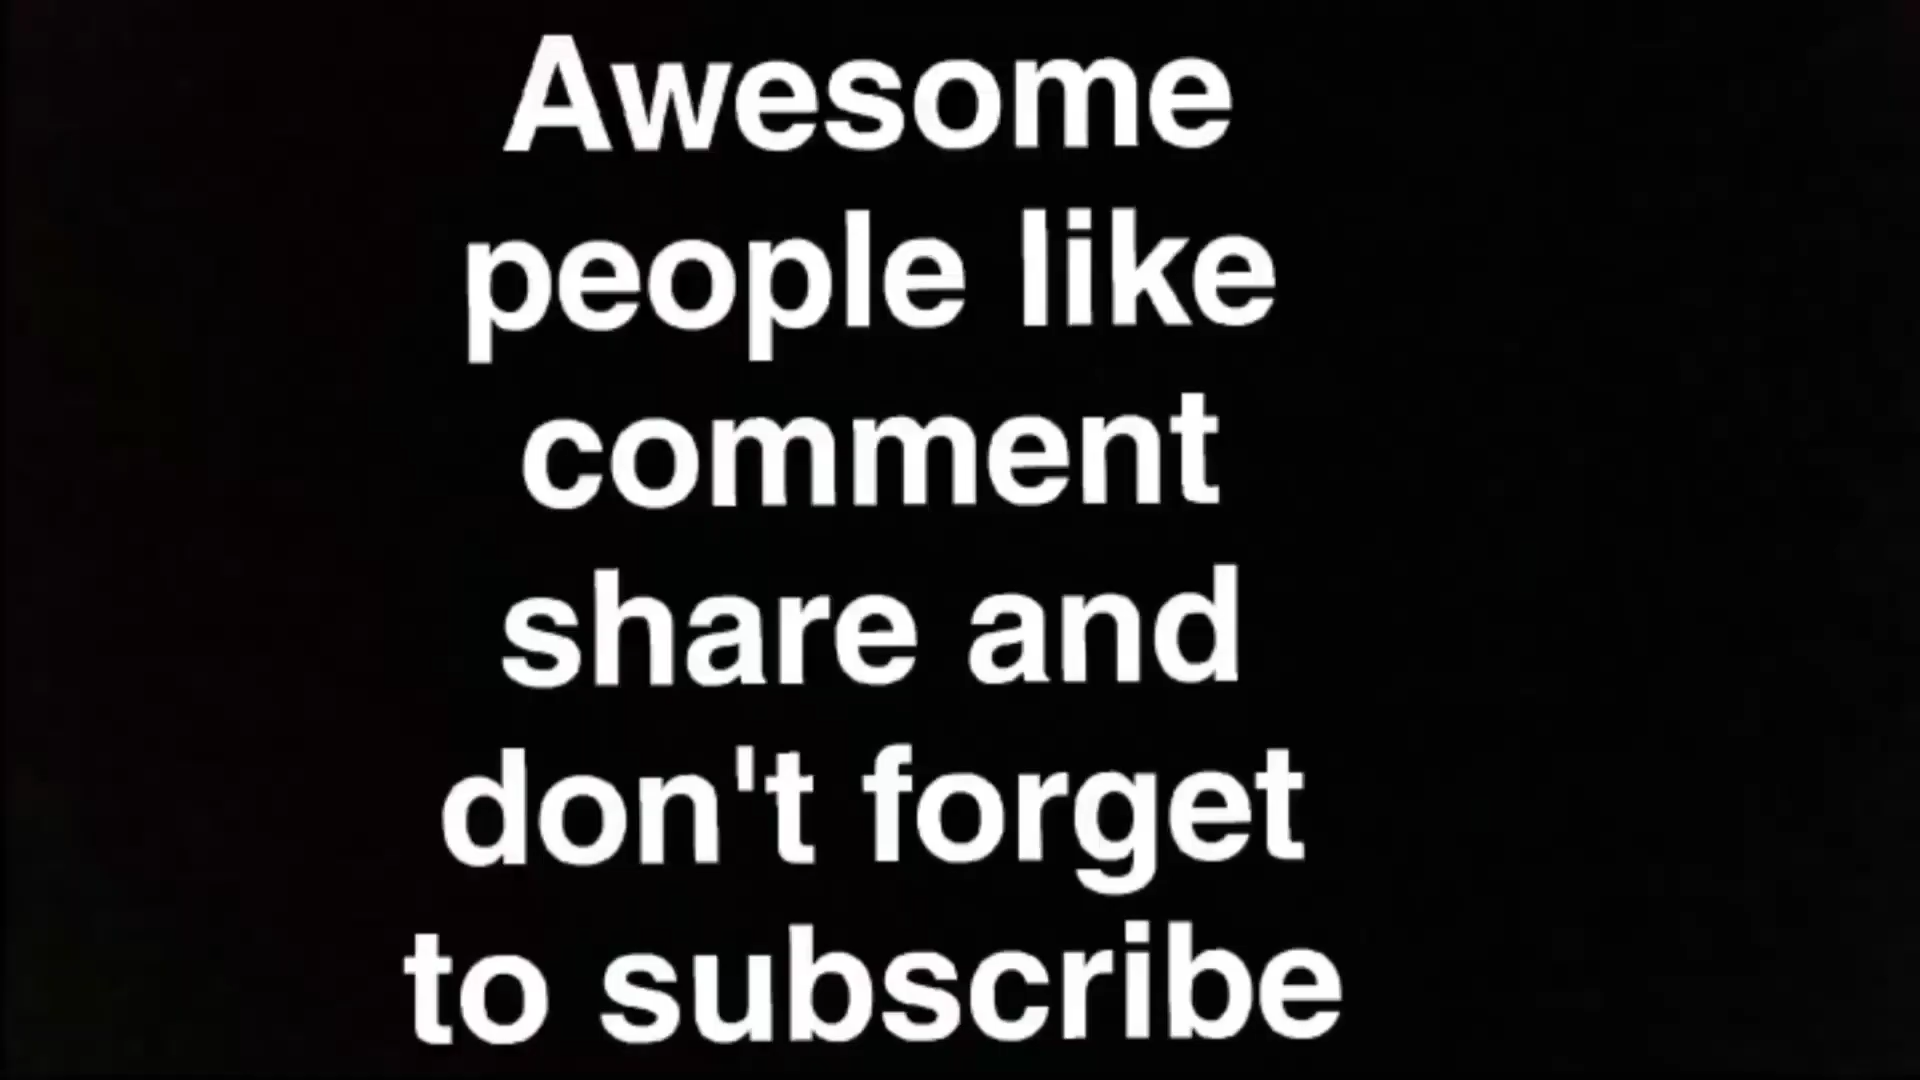 Awesome
people like
comment
share and
don't forget
to subscribe